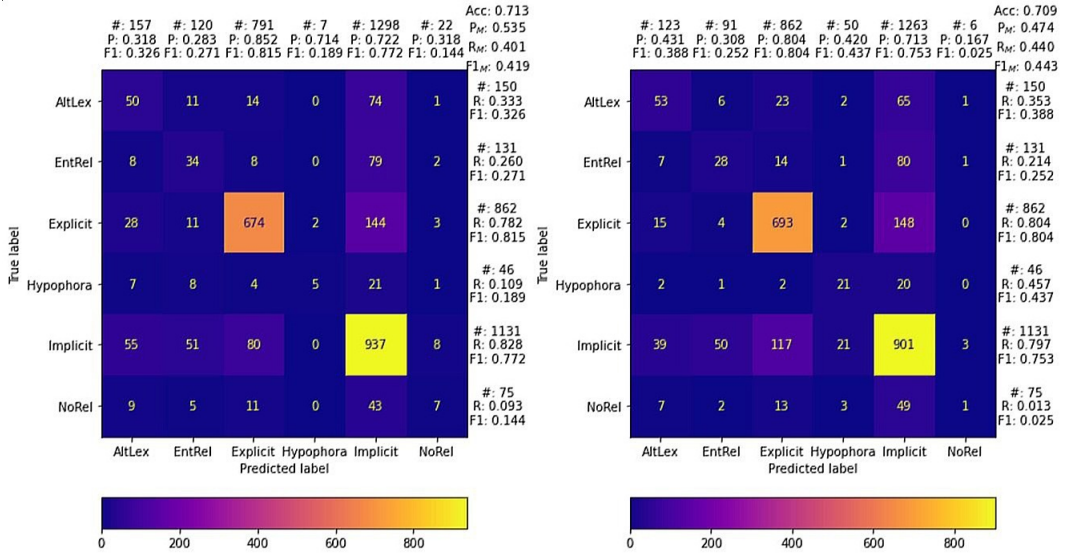 Acc: 0.713
#: 157 #: 120 #: 791 #: 7 #: 1298 #: 22 P_M: 0.535
P: 0.318 P: 0.283 P: 0.852 P: 0.714 P: 0.722 P: 0.318 R_M: 0.401
F1: 0.326 F1: 0.271 F1: 0.815 F1: 0.189 F1: 0.772 F1: 0.144 F1_M: 0.419
AltLex 50 11 14 0 74 1 #: 150 R: 0.333 F1: 0.326
EntRel 8 34 8 0 79 2 #: 131 R: 0.260 F1: 0.271
Explicit 28 11 674 2 144 3 #: 862 R: 0.782 F1: 0.815
Hypophora 7 8 4 5 21 1 #: 46 R: 0.109 F1: 0.189
Implicit 55 51 80 0 937 8 #: 1131 R: 0.828 F1: 0.772
NoRel 9 5 11 0 43 7 #: 75 R: 0.093 F1: 0.144
True label
AltLex EntRel Explicit Hypophora Implicit NoRel
Predicted label
0 200 400 600 800
Acc: 0.709
#: 123 #: 91 #: 862 #: 50 #: 1263 #: 6 P_M: 0.474
P: 0.431 P: 0.308 P: 0.804 P: 0.420 P: 0.713 P: 0.167 R_M: 0.440
F1: 0.388 F1: 0.252 F1: 0.804 F1: 0.437 F1: 0.753 F1: 0.025 F1_M: 0.443
AltLex 53 6 23 2 65 1 #: 150 R: 0.353 F1: 0.388
EntRel 7 28 14 1 80 1 #: 131 R: 0.214 F1: 0.252
Explicit 15 4 693 2 148 0 #: 862 R: 0.804 F1: 0.804
Hypophora 2 1 2 21 20 0 #: 46 R: 0.457 F1: 0.437
Implicit 39 50 117 21 901 3 #: 1131 R: 0.797 F1: 0.753
NoRel 7 2 13 3 49 1 #: 75 R: 0.013 F1: 0.025
True label
AltLex EntRel Explicit Hypophora Implicit NoRel
Predicted label
0 200 400 600 800